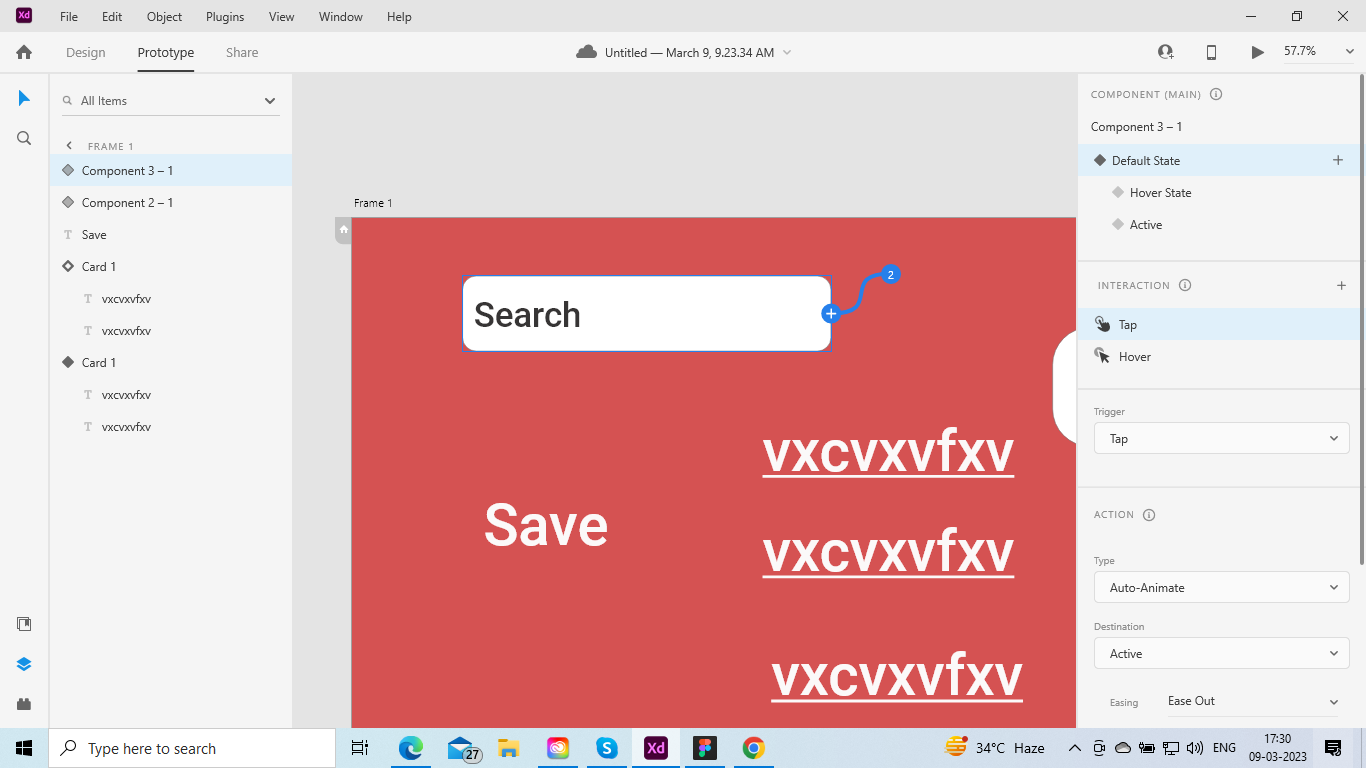 Xd File Edit Object Plugins View Window Help
Design Prototype Share
Untitled — March 9, 9.23.34 AM
57.7%
All Items
FRAME 1
Component 3 – 1
Component 2 – 1
T Save
Card 1
T vxcvxvfxv
T vxcvxvfxv
Card 1
T vxcvxvfxv
T vxcvxvfxv
Frame 1
Search
2
Save
vxcvxvfxv
vxcvxvfxv
vxcvxvfxv
COMPONENT (MAIN)
Component 3 – 1
Default State
Hover State
Active
INTERACTION
Tap
Hover
Trigger
Tap
ACTION
Type
Auto-Animate
Destination
Active
Easing Ease Out
Type here to search
27
Xd
34°C Haze
ENG
17:30
09-03-2023